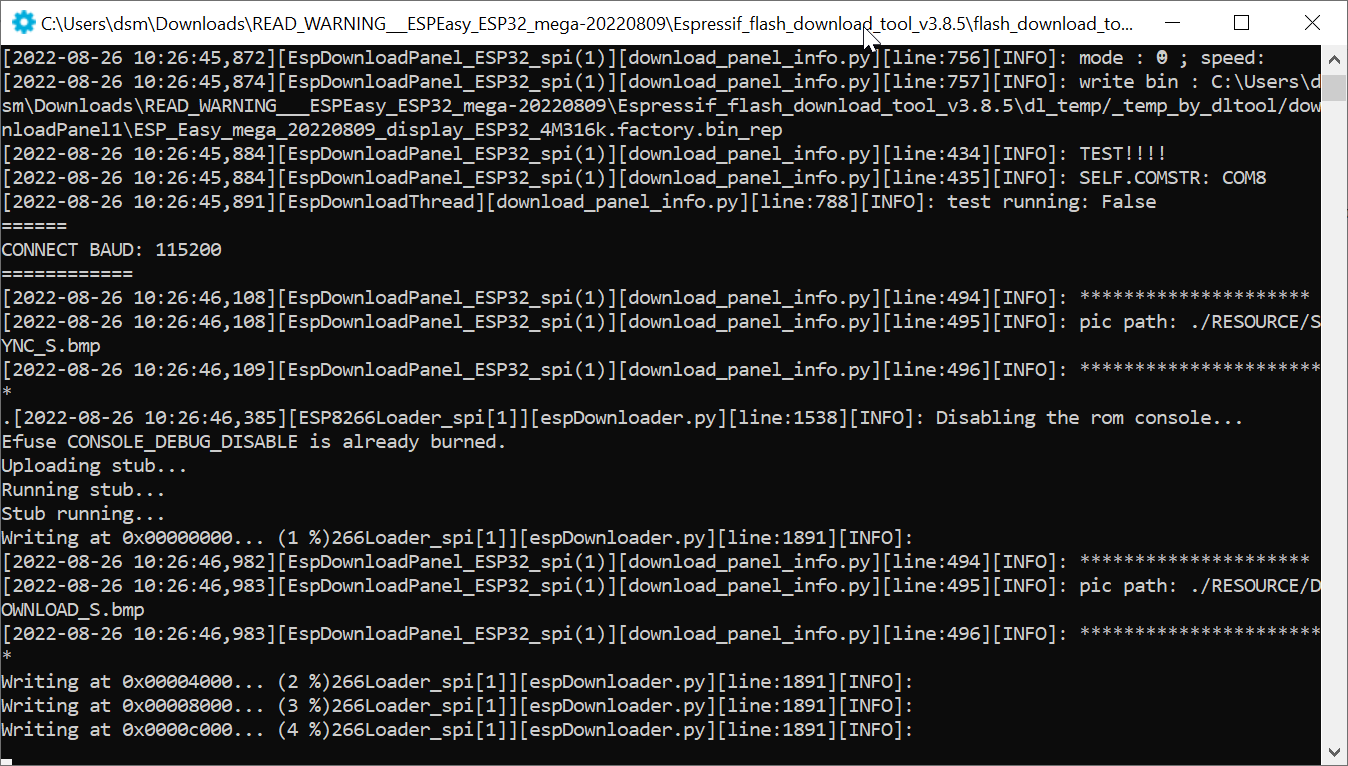 C:\Users\dsm\Downloads\READ_WARNING__ESPEasy_ESP32_mega-20220809\Espressif_flash_download_tool_v3.8.5\flash_download_to...
[2022-08-26 10:26:45,872][EspDownloadPanel_ESP32_spi(1)][download_panel_info.py][line:756][INFO]: mode : 0 ; speed:
[2022-08-26 10:26:45,874][EspDownloadPanel_ESP32_spi(1)][download_panel_info.py][line:757][INFO]: write bin : C:\Users\d
sm\Downloads\READ_WARNING___ESPEasy_ESP32_mega-20220809\Espressif_flash_download_tool_v3.8.5\dl_temp/_temp_by_dltool/dow
nloadPanel1\ESP_Easy_mega_20220809_display_ESP32_4M316k.factory.bin_rep
[2022-08-26 10:26:45,884][EspDownloadPanel_ESP32_spi(1)][download_panel_info.py][line:434][INFO]: TEST!!!!
[2022-08-26 10:26:45,884][EspDownloadPanel_ESP32_spi(1)][download_panel_info.py][line:435][INFO]: SELF.COMSTR: COM8
[2022-08-26 10:26:45,891][EspDownloadThread][download_panel_info.py][line:788][INFO]: test running: False
======
CONNECT BAUD: 115200
============
[2022-08-26 10:26:46,108][EspDownloadPanel_ESP32_spi(1)][download_panel_info.py][line:494][INFO]: *********************
[2022-08-26 10:26:46,108][EspDownloadPanel_ESP32_spi(1)][download_panel_info.py][line:495][INFO]: pic path: ./RESOURCE/S
YNC_S.bmp
[2022-08-26 10:26:46,109][EspDownloadPanel_ESP32_spi(1)][download_panel_info.py][line:496][INFO]: **********************
*
.[2022-08-26 10:26:46,385][ESP8266Loader_spi[1]][espDownloader.py][line:1538][INFO]: Disabling the rom console...
Efuse CONSOLE_DEBUG_DISABLE is already burned.
Uploading stub...
Running stub...
Stub running...
Writing at 0x00000000... (1 %)266Loader_spi[1]][espDownloader.py][line:1891][INFO]:
[2022-08-26 10:26:46,982][EspDownloadPanel_ESP32_spi(1)][download_panel_info.py][line:494][INFO]: *********************
[2022-08-26 10:26:46,983][EspDownloadPanel_ESP32_spi(1)][download_panel_info.py][line:495][INFO]: pic path: ./RESOURCE/D
OWNLOAD_S.bmp
[2022-08-26 10:26:46,983][EspDownloadPanel_ESP32_spi(1)][download_panel_info.py][line:496][INFO]: **********************
*
Writing at 0x00004000... (2 %)266Loader_spi[1]][espDownloader.py][line:1891][INFO]:
Writing at 0x00008000... (3 %)266Loader_spi[1]][espDownloader.py][line:1891][INFO]:
Writing at 0x0000c000... (4 %)266Loader_spi[1]][espDownloader.py][line:1891][INFO]: